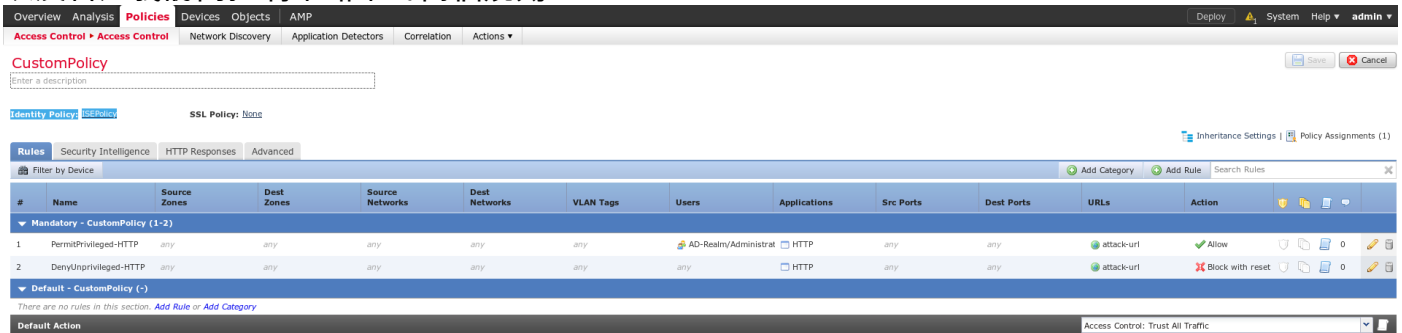 Overview Analysis Policies Devices Objects AMP Deploy 1 System Help ▾ admin ▾
Access Control ▸ Access Control Network Discovery Application Detectors Correlation Actions ▾
CustomPolicy Save Cancel
Enter a description
Identity Policy: ISEPolicy SSL Policy: None
Inheritance Settings | Policy Assignments (1)
Rules Security Intelligence HTTP Responses Advanced
Filter by Device Add Category Add Rule Search Rules
# Name Source Zones Dest Zones Source Networks Dest Networks VLAN Tags Users Applications Src Ports Dest Ports URLs Action
Mandatory - CustomPolicy (1-2)
1 PermitPrivileged-HTTP any any any any any AD-Realm/Administrat HTTP any any attack-url Allow 0
2 DenyUnprivileged-HTTP any any any any any any HTTP any any attack-url Block with reset 0
Default - CustomPolicy (-)
There are no rules in this section. Add Rule or Add Category
Default Action Access Control: Trust All Traffic